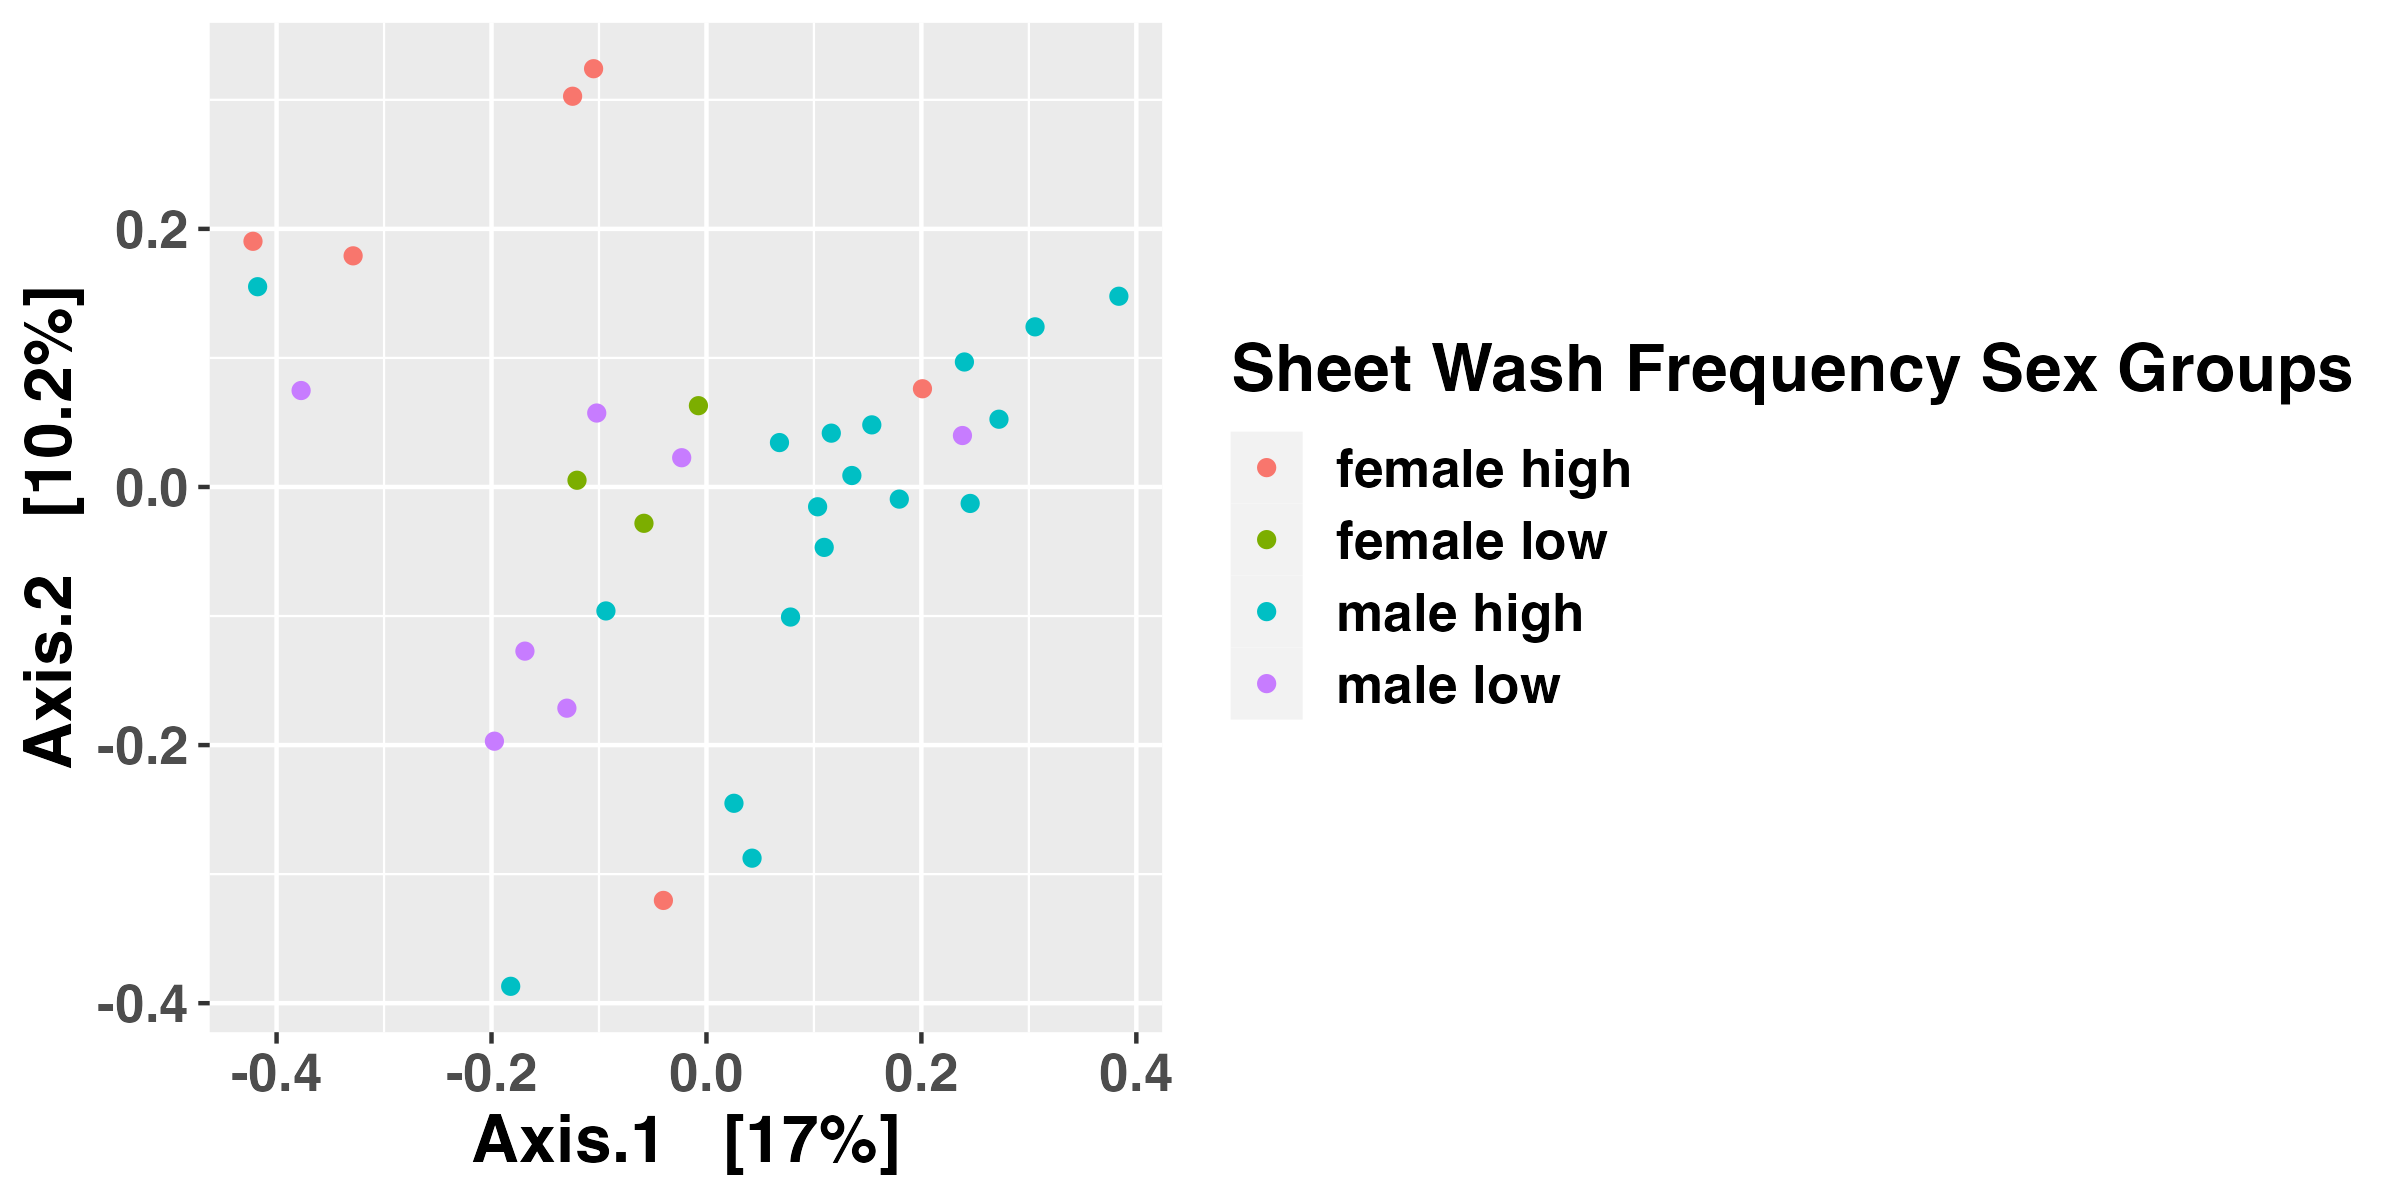 0.2
0.0
-0.2
-0.4
Axis.2 [10.2%]
-0.4 -0.2 0.0 0.2 0.4
Axis.1 [17%]
Sheet Wash Frequency Sex Groups
female high
female low
male high
male low